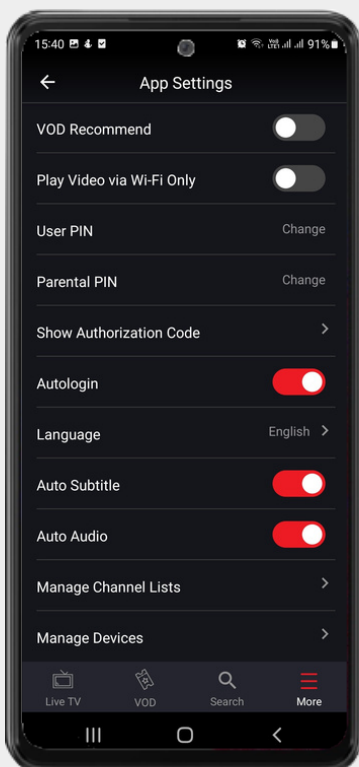 15:40 91%
App Settings
VOD Recommend
Play Video via Wi-Fi Only
User PIN Change
Parental PIN Change
Show Authorization Code
Autologin
Language English
Auto Subtitle
Auto Audio
Manage Channel Lists
Manage Devices
Live TV VOD Search More